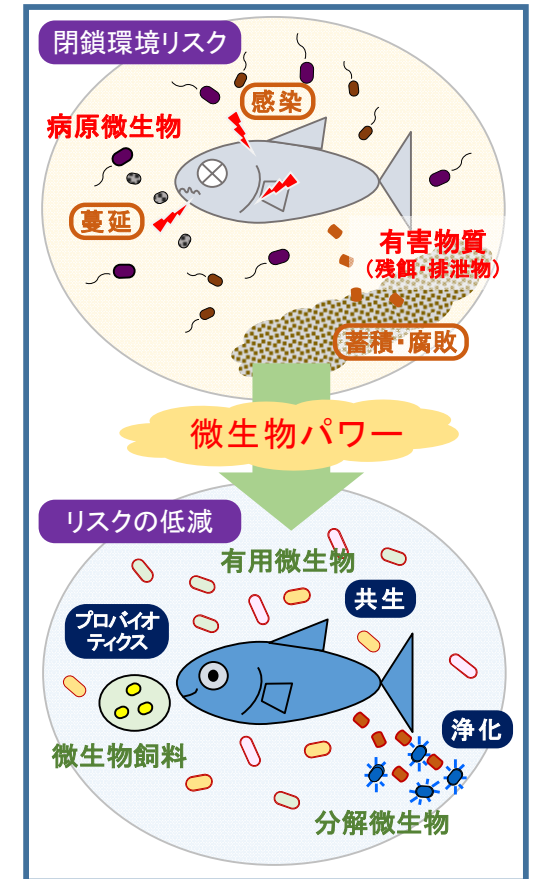 閉鎖環境リスク
感染
病原微生物
蔓延
有害物質
（残餌・排泄物）
蓄積・腐敗
微生物パワー
リスクの低減
有用微生物
共生
プロバイオ
ティクス
浄化
微生物飼料
分解微生物